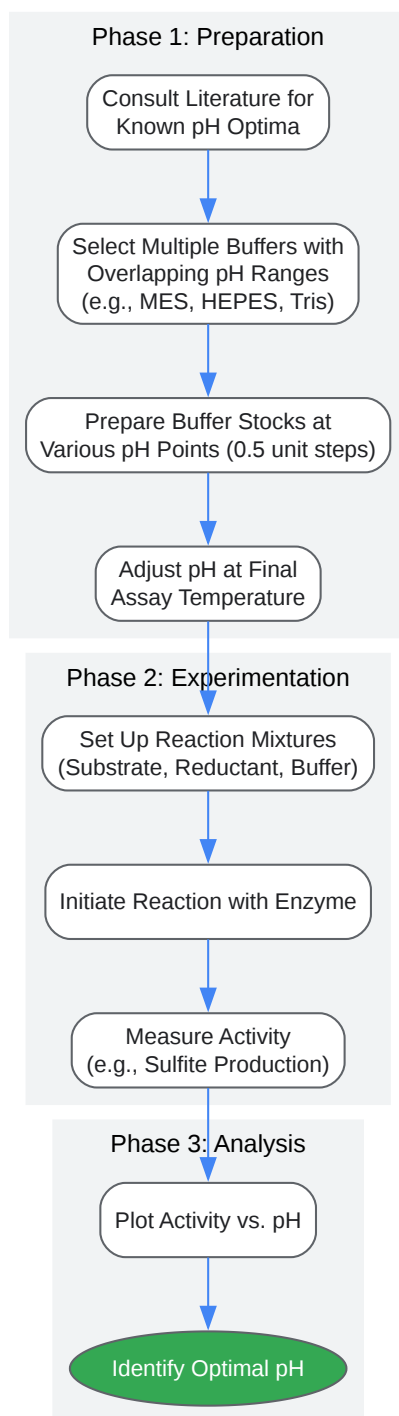 Phase 1: Preparation
Consult Literature for
Known pH Optima
Select Multiple Buffers with
Overlapping pH Ranges
(e.g., MES, HEPES, Tris)
Prepare Buffer Stocks at
Various pH Points (0.5 unit steps)
Adjust pH at Final
Assay Temperature
Phase 2: Experimentation
Set Up Reaction Mixtures
(Substrate, Reductant, Buffer)
Initiate Reaction with Enzyme
Measure Activity
(e.g., Sulfite Production)
Phase 3: Analysis
Plot Activity vs. pH
Identify Optimal pH